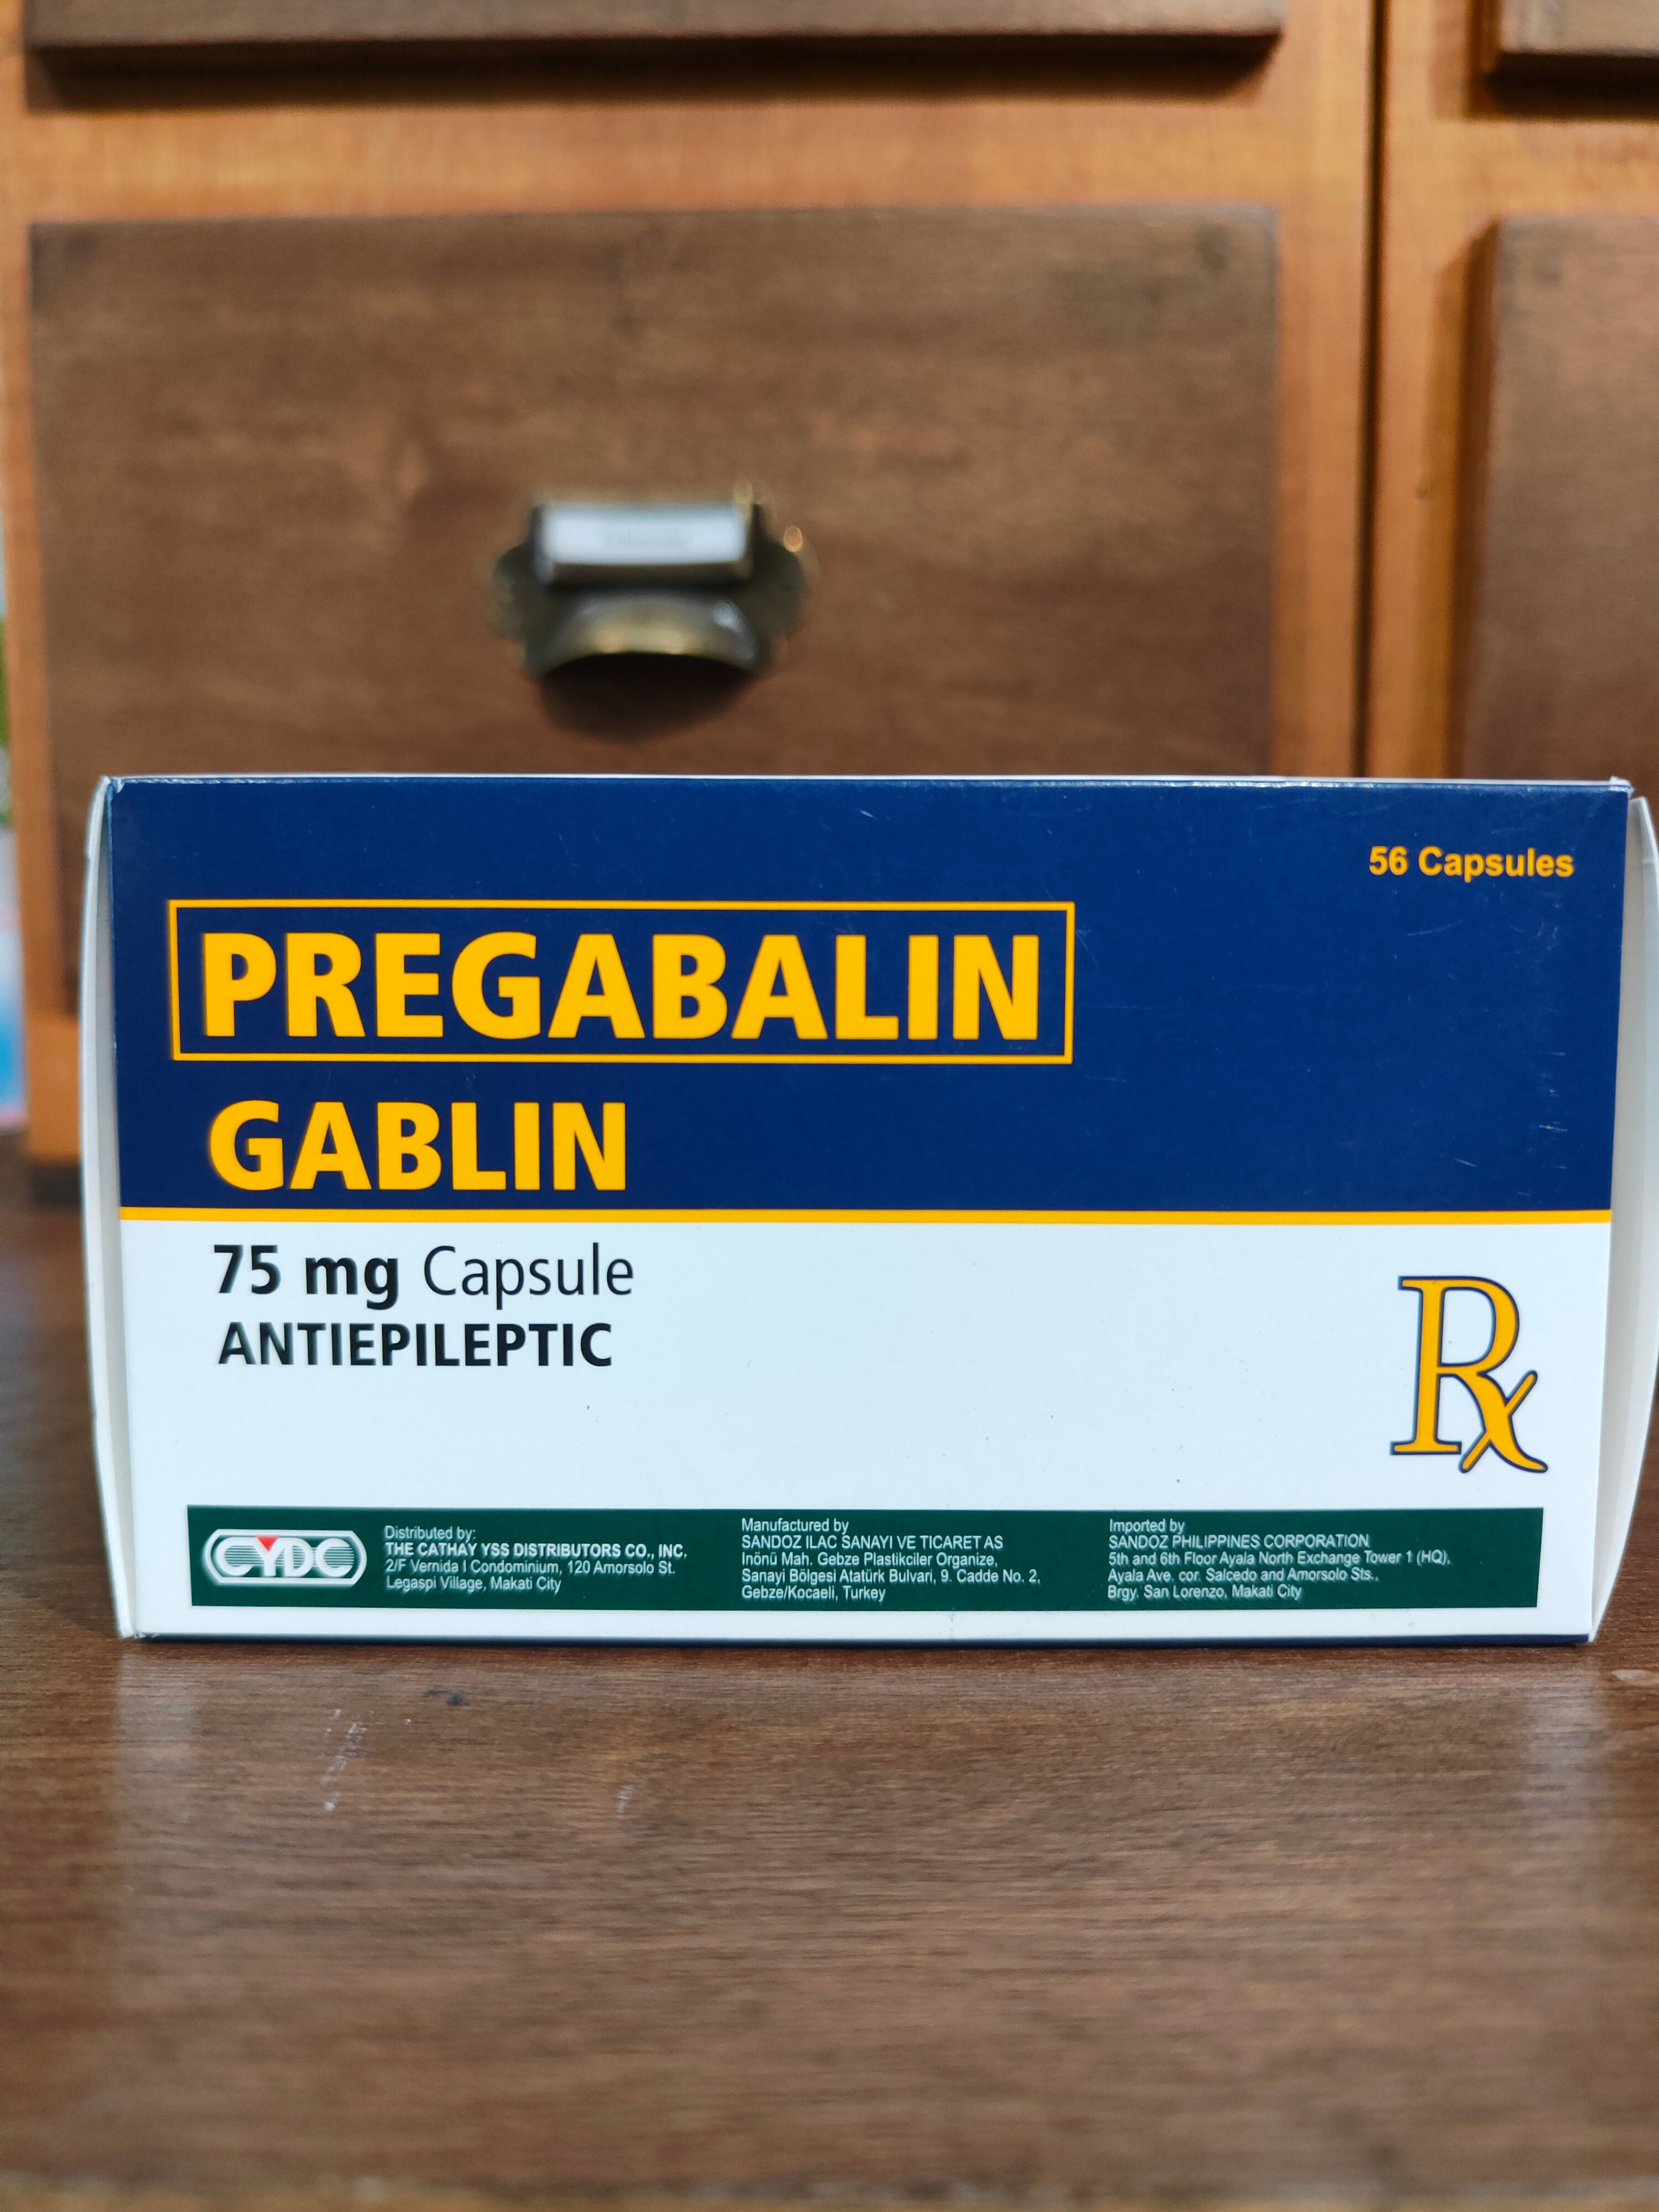 56 Capsules
PREGABALIN
GABLIN
75 mg Capsule
ANTIEPILEPTIC
Rx
CYDC
Distributed by:
THE CATHAY YSS DISTRIBUTORS CO., INC.
2/F Vernida I Condominium, 120 Amorsolo St.
Legaspi Village, Makati City
Manufactured by
SANDOZ ILAC SANAYI VE TICARET AS
Inönü Mah. Gebze Plastikciler Organize,
Sanayi Bölgesi Atatürk Bulvari, 9. Cadde No. 2,
Gebze/Kocaeli, Turkey
Imported by
SANDOZ PHILIPPINES CORPORATION
5th and 6th Floor Ayala North Exchange Tower 1 (HQ),
Ayala Ave. cor. Salcedo and Amorsolo Sts.,
Brgy. San Lorenzo, Makati City